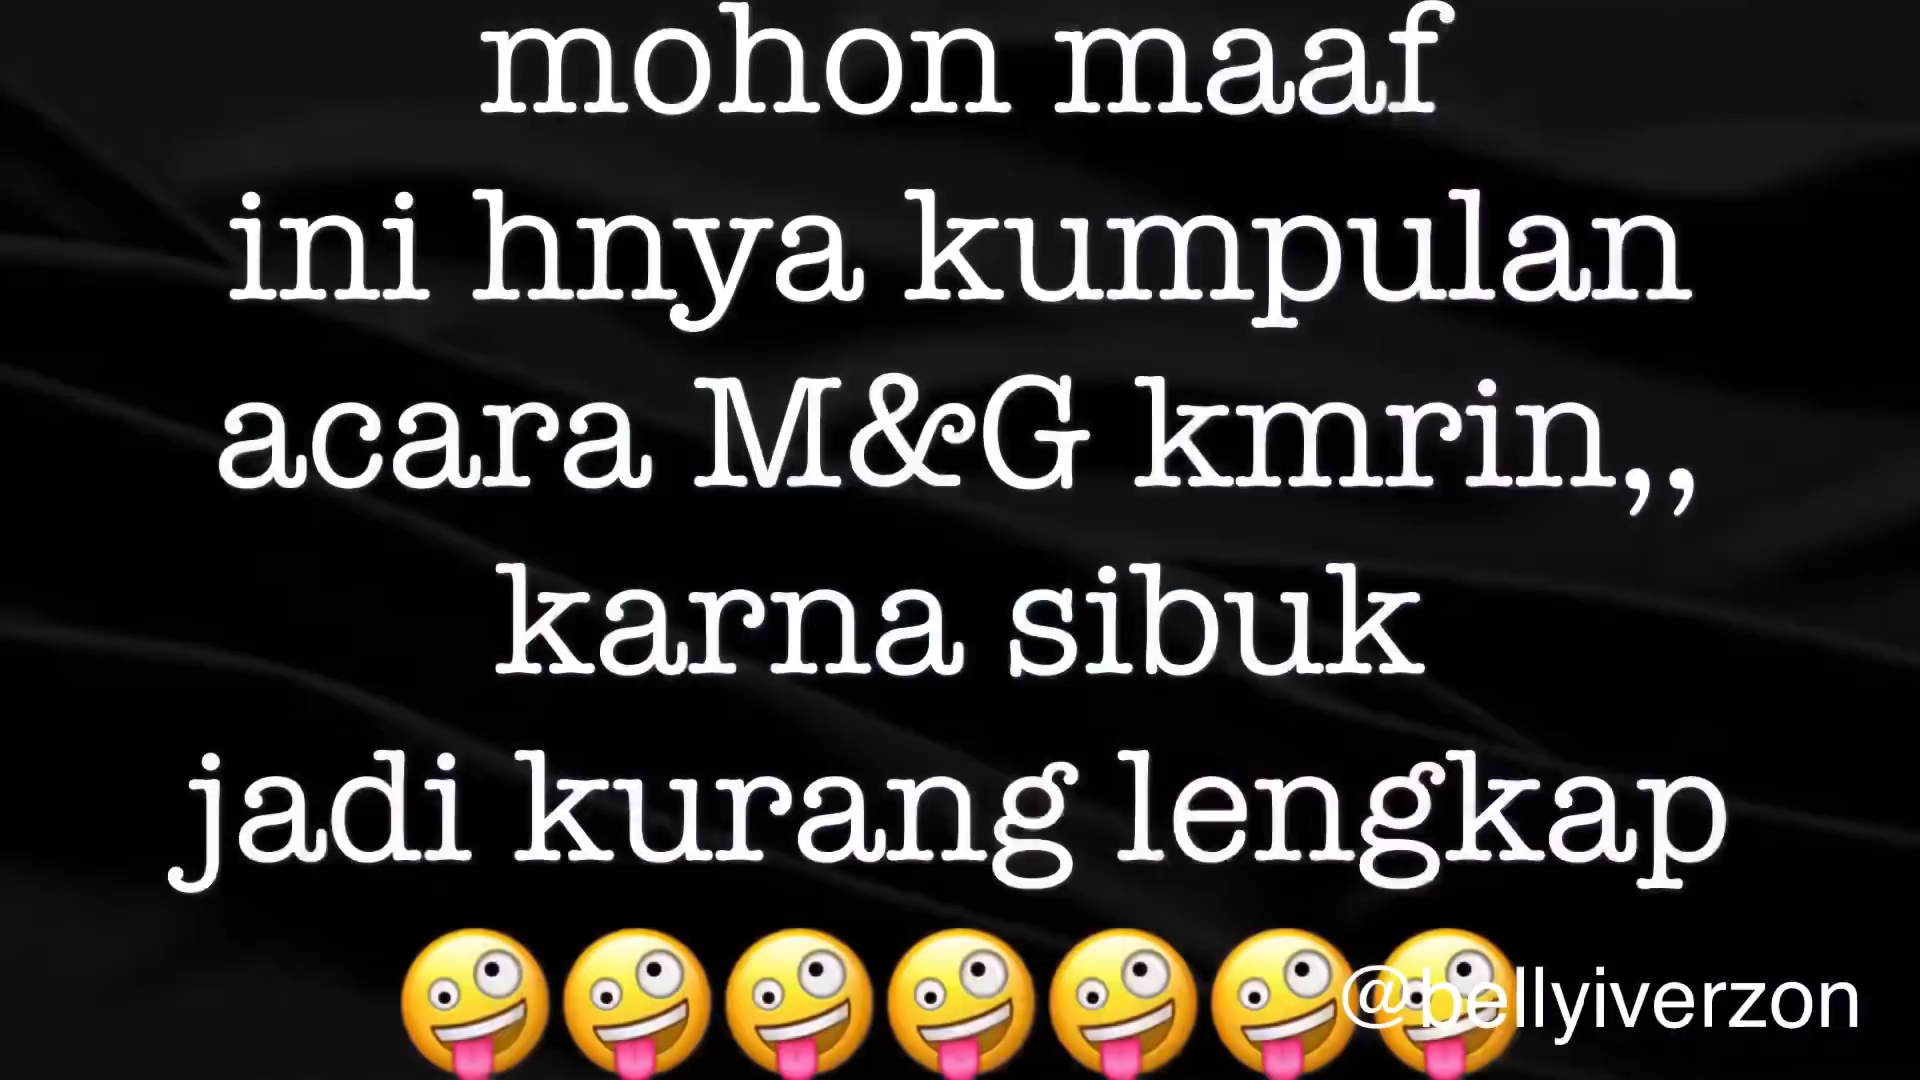 mohon maaf
ini hnya kumpulan
acara M&G kmrin,,
karna sibuk
jadi kurang lengkap
🤪🤪🤪🤪🤪🤪🤪
@bellyiverzon